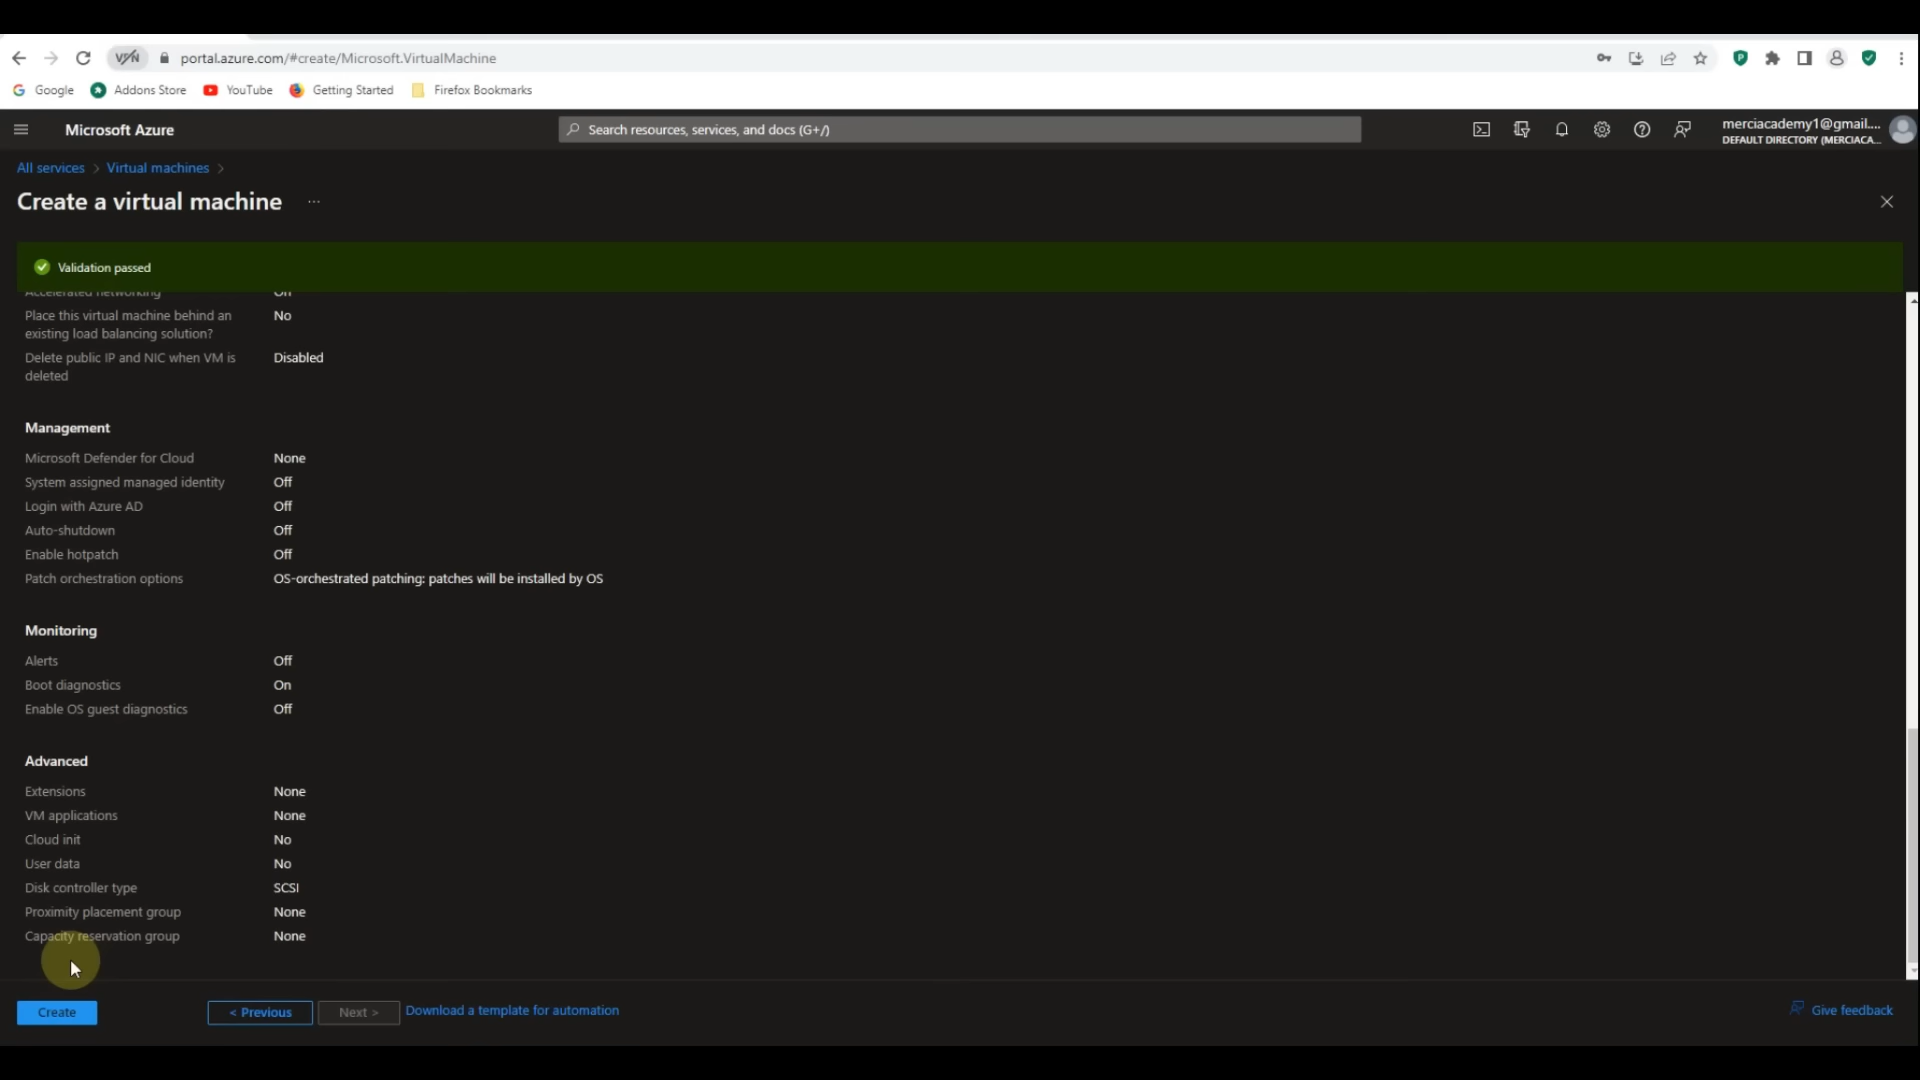 VPN
portal.azure.com/#create/Microsoft.VirtualMachine
Google
Addons Store
YouTube
Getting Started
Firefox Bookmarks
Microsoft Azure
Search resources, services, and docs (G+/)
merciacademy1@gmail....
DEFAULT DIRECTORY (MERCIACA...
All services > Virtual machines >
Create a virtual machine ...
Validation passed
Accelerated networking On
Place this virtual machine behind an No
existing load balancing solution?
Delete public IP and NIC when VM is Disabled
deleted
Management
Microsoft Defender for Cloud None
System assigned managed identity Off
Login with Azure AD Off
Auto-shutdown Off
Enable hotpatch Off
Patch orchestration options OS-orchestrated patching: patches will be installed by OS
Monitoring
Alerts Off
Boot diagnostics On
Enable OS guest diagnostics Off
Advanced
Extensions None
VM applications None
Cloud init No
User data No
Disk controller type SCSI
Proximity placement group None
Capacity reservation group None
Create
< Previous
Next >
Download a template for automation
Give feedback